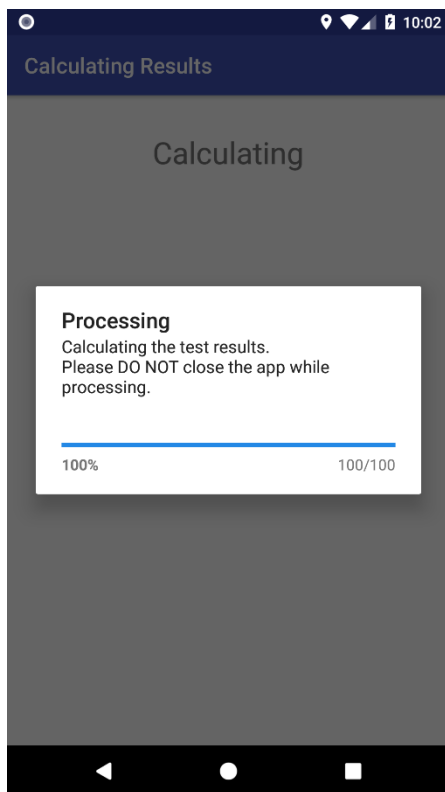 10:02
Calculating Results
Calculating
Processing
Calculating the test results.
Please DO NOT close the app while
processing.
100% 100/100